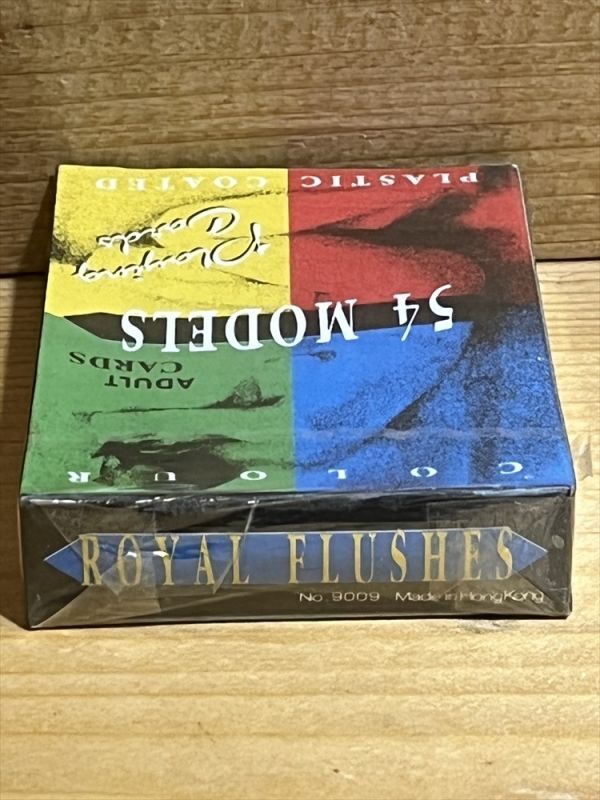 COLOUR
ADULT
CARDS
54 MODELS
Playing
Cards
PLASTIC COATED
ROYAL FLUSHES
No. 9009 Made in Hong Kong